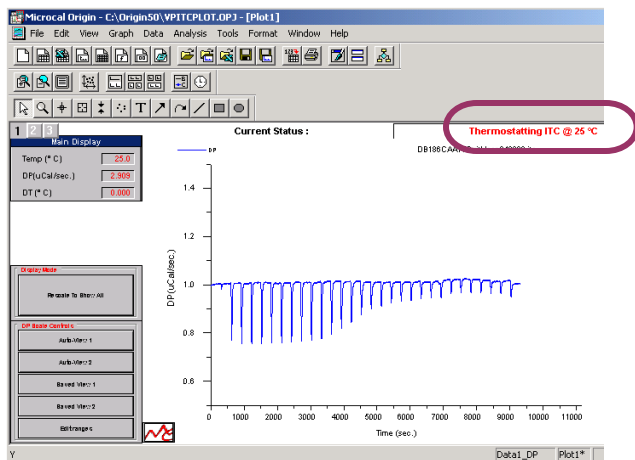 Microcal Origin - C:\Origin50\VPITCPLOT.OPJ - [Plot1]
File Edit View Graph Data Analysis Tools Format Window Help
T
1 2 3
Main Display
Temp (° C) 25.0
DP(uCal/sec.) 2.909
DT (° C) 0.000
Display Mode
Rescale To Show All
DP Scale Controls
Auto-View 1
Auto-View 2
Saved View 1
Saved View 2
Edit ranges
Current Status :
Thermostatting ITC @ 25 °C
DP
1.4
1.2
1.0
0.8
0.6
DP(uCal/sec.)
0 1000 2000 3000 4000 5000 6000 7000 8000 9000 10000 11000
Time (sec.)
Y Data1_DP Plot1*